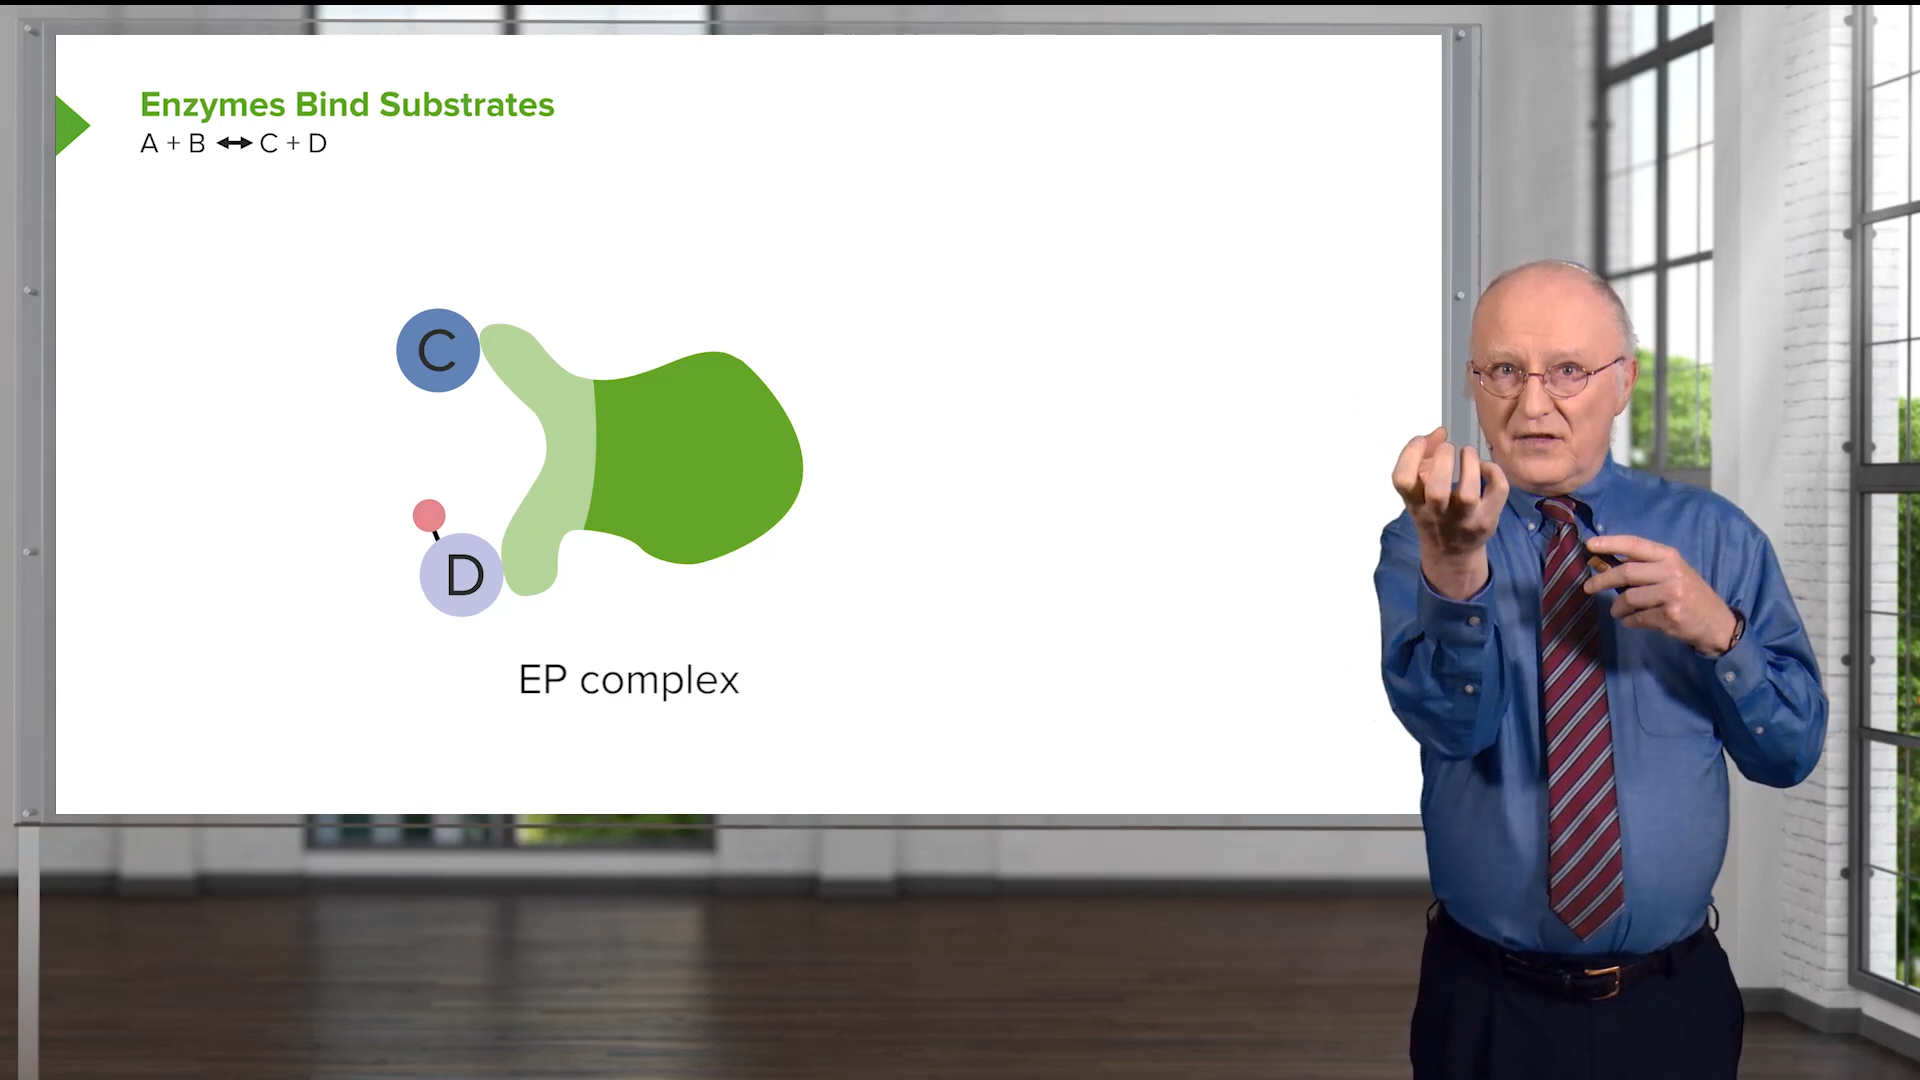 Enzymes Bind Substrates
A + B ↔ C + D
C
D
EP complex